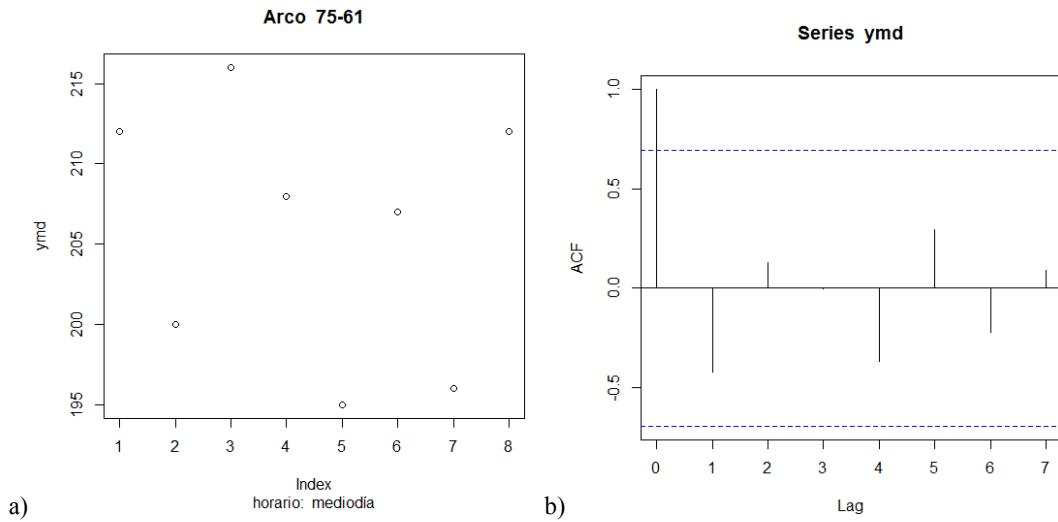 Arco 75-61
215
210
205
200
195
ymd
1 2 3 4 5 6 7 8
Index
horario: mediodía
a)
Series ymd
1.0
0.5
0.0
-0.5
ACF
0 1 2 3 4 5 6 7
Lag
b)